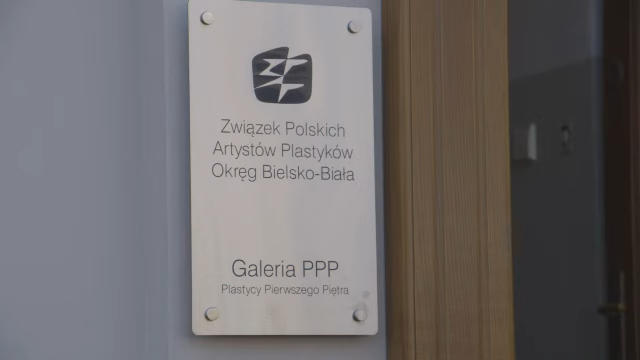 Związek Polskich
Artystów Plastyków
Okręg Bielsko-Biała
Galeria PPP
Plastycy Pierwszego Piętra